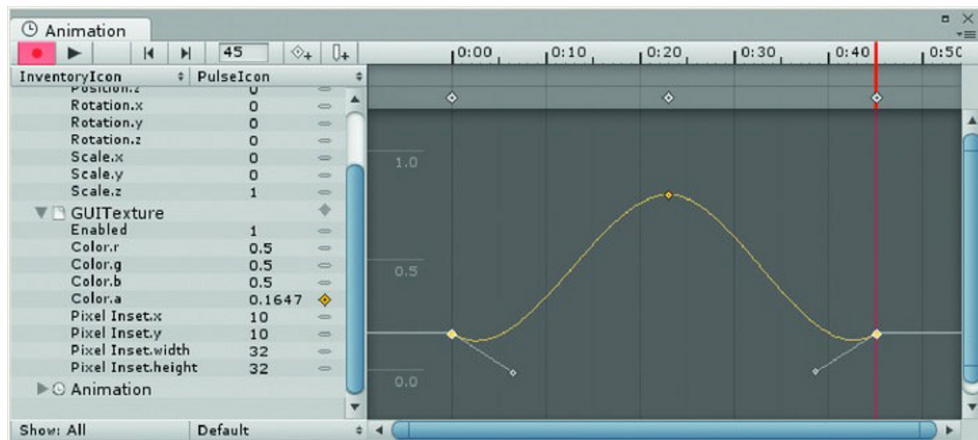 Animation
45
0:00 0:10 0:20 0:30 0:40 0:50
InventoryIcon PulseIcon
Position.z 0
Rotation.x 0
Rotation.y 0
Rotation.z 0
Scale.x 0
Scale.y 0
Scale.z 1
GUITexture
Enabled 1
Color.r 0.5
Color.g 0.5
Color.b 0.5
Color.a 0.1647
Pixel Inset.x 10
Pixel Inset.y 10
Pixel Inset.width 32
Pixel Inset.height 32
Animation
Show: All Default
1.0
0.5
0.0